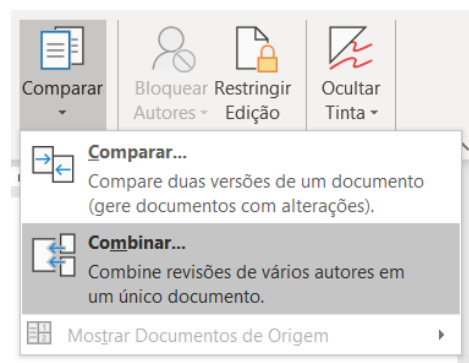 Comparar
Bloquear Restringir Ocultar
Autores Edição Tinta
Comparar...
Compare duas versões de um documento
(gere documentos com alterações).
Combinar...
Combine revisões de vários autores em
um único documento.
Mostrar Documentos de Origem